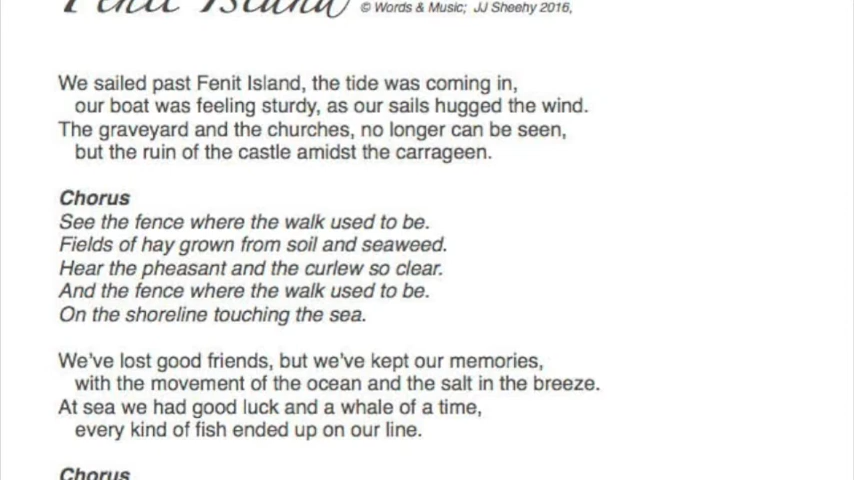 Fenit Island © Words & Music; JJ Sheehy 2016,
We sailed past Fenit Island, the tide was coming in,
our boat was feeling sturdy, as our sails hugged the wind.
The graveyard and the churches, no longer can be seen,
but the ruin of the castle amidst the carrageen.
Chorus
See the fence where the walk used to be.
Fields of hay grown from soil and seaweed.
Hear the pheasant and the curlew so clear.
And the fence where the walk used to be.
On the shoreline touching the sea.
We've lost good friends, but we've kept our memories,
with the movement of the ocean and the salt in the breeze.
At sea we had good luck and a whale of a time,
every kind of fish ended up on our line.
Chorus